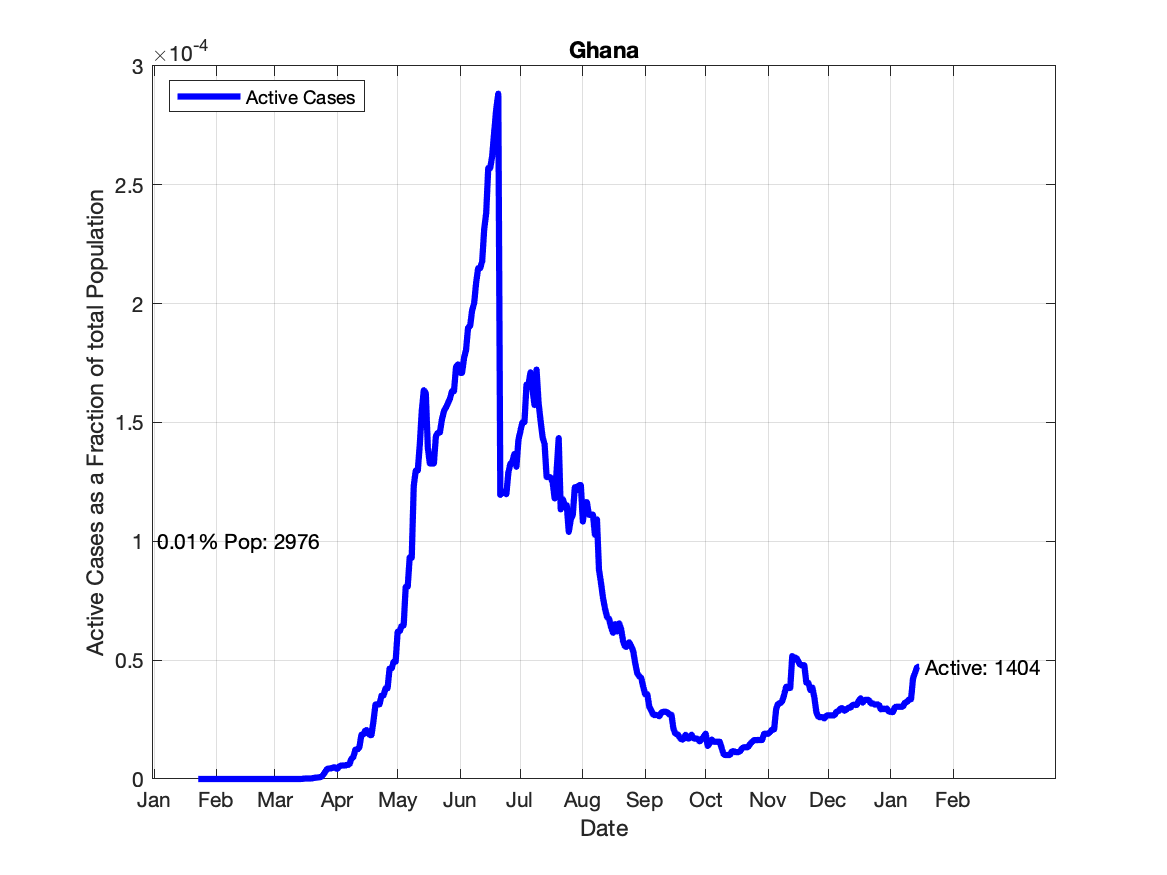 Ghana
×10-4
Active Cases
3
2.5
2
1.5
1
0.5
0
0.01% Pop: 2976
Active: 1404
Active Cases as a Fraction of total Population
Jan Feb Mar Apr May Jun Jul Aug Sep Oct Nov Dec Jan Feb
Date